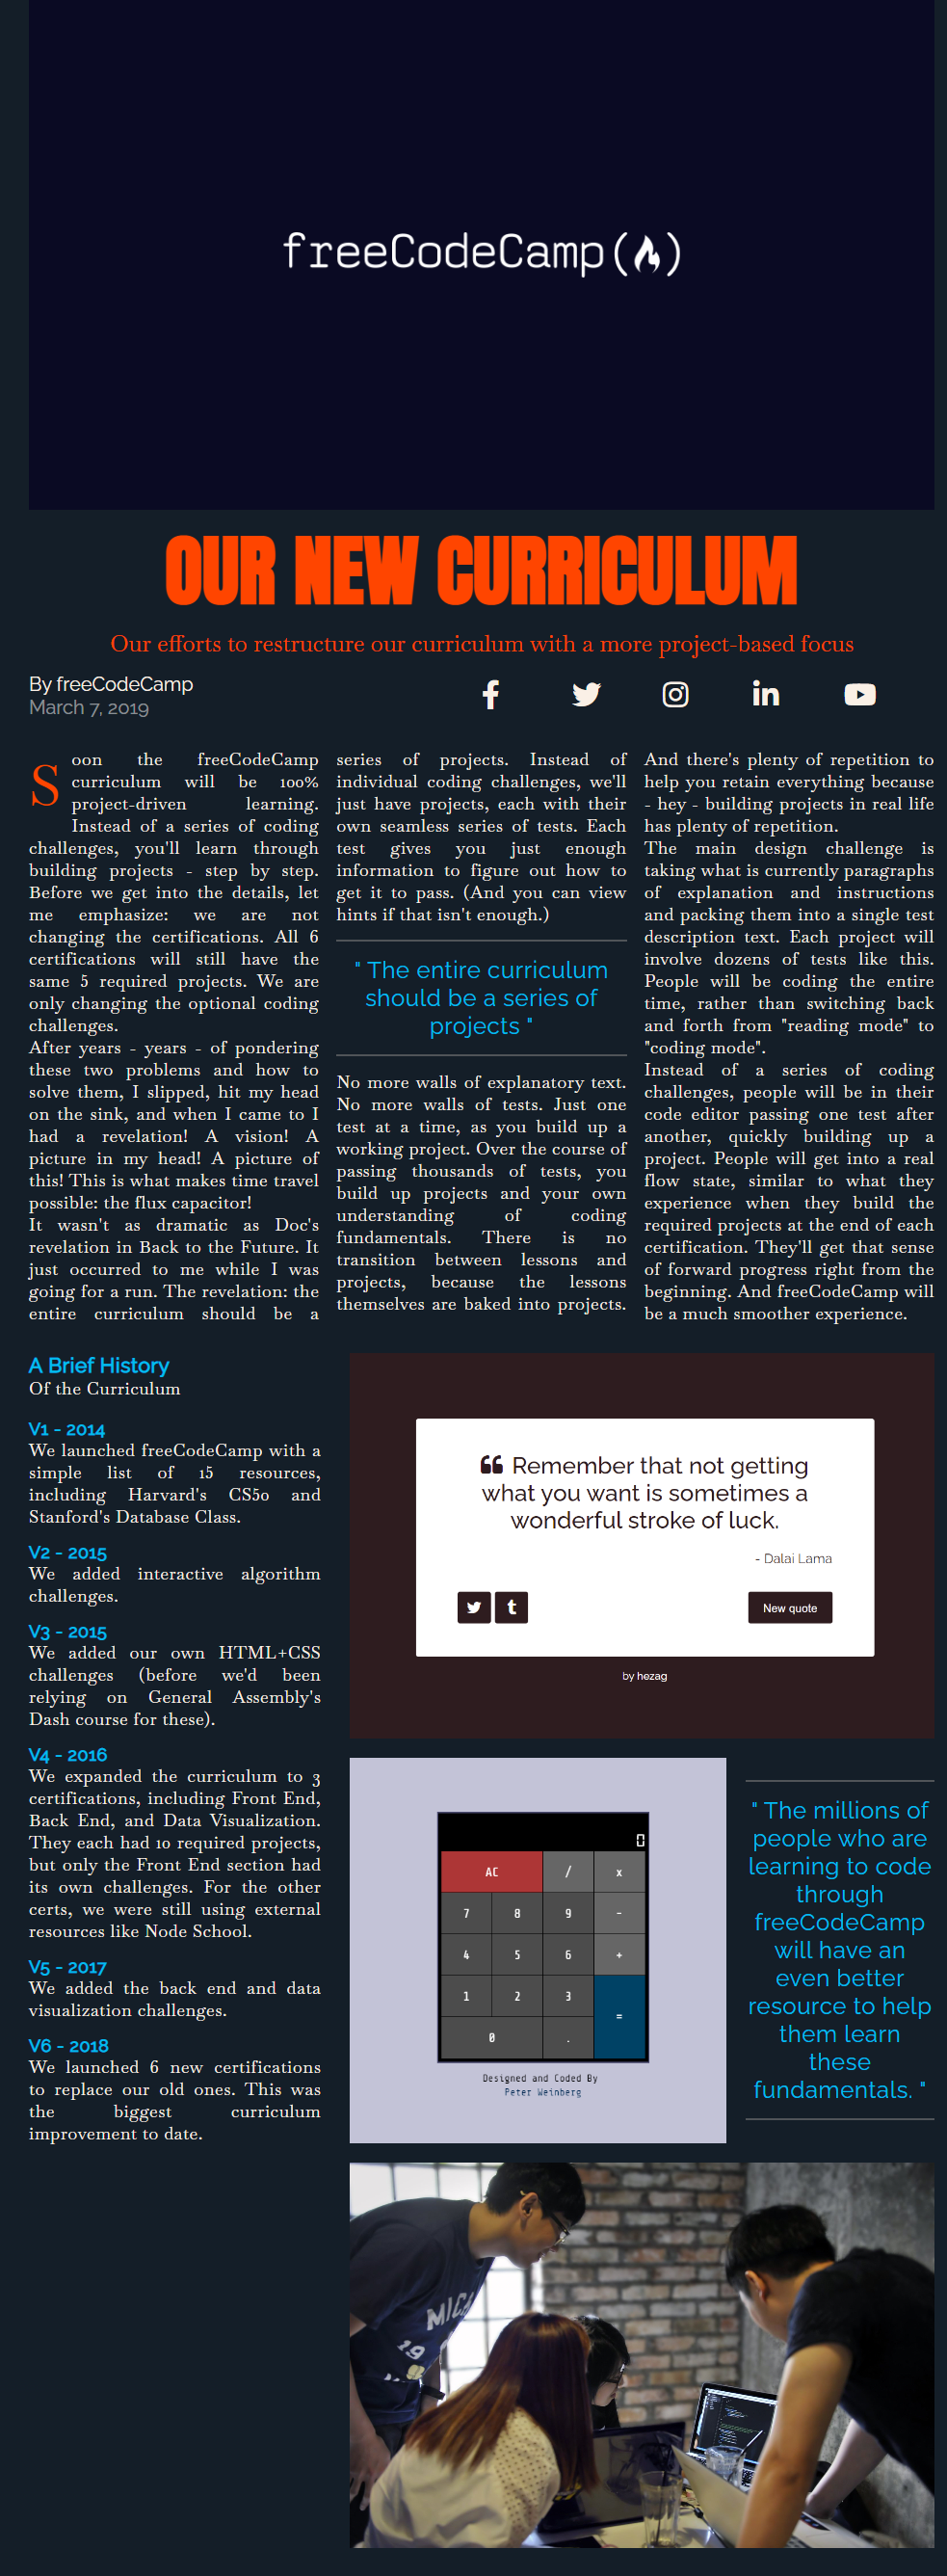 freeCodeCamp(🔥)
OUR NEW CURRICULUM
Our efforts to restructure our curriculum with a more project-based focus
By freeCodeCamp
March 7, 2019
Soon the freeCodeCamp
curriculum will be 100%
project-driven learning.
Instead of a series of coding
challenges, you'll learn through
building projects - step by step.
Before we get into the details, let
me emphasize: we are not
changing the certifications. All 6
certifications will still have the
same 5 required projects. We are
only changing the optional coding
challenges.
After years - years - of pondering
these two problems and how to
solve them, I slipped, hit my head
on the sink, and when I came to I
had a revelation! A vision! A
picture in my head! A picture of
this! This is what makes time travel
possible: the flux capacitor!
It wasn't as dramatic as Doc's
revelation in Back to the Future. It
just occurred to me while I was
going for a run. The revelation: the
entire curriculum should be a
series of projects. Instead of
individual coding challenges, we'll
just have projects, each with their
own seamless series of tests. Each
test gives you just enough
information to figure out how to
get it to pass. (And you can view
hints if that isn't enough.)
" The entire curriculum
should be a series of
projects "
No more walls of explanatory text.
No more walls of tests. Just one
test at a time, as you build up a
working project. Over the course of
passing thousands of tests, you
build up projects and your own
understanding of coding
fundamentals. There is no
transition between lessons and
projects, because the lessons
themselves are baked into projects.
And there's plenty of repetition to
help you retain everything because
- hey - building projects in real life
has plenty of repetition.
The main design challenge is
taking what is currently paragraphs
of explanation and instructions
and packing them into a single test
description text. Each project will
involve dozens of tests like this.
People will be coding the entire
time, rather than switching back
and forth from "reading mode" to
"coding mode".
Instead of a series of coding
challenges, people will be in their
code editor passing one test after
another, quickly building up a
project. People will get into a real
flow state, similar to what they
experience when they build the
required projects at the end of each
certification. They'll get that sense
of forward progress right from the
beginning. And freeCodeCamp will
be a much smoother experience.
A Brief History
Of the Curriculum
V1 - 2014
We launched freeCodeCamp with a
simple list of 15 resources,
including Harvard's CS50 and
Stanford's Database Class.
V2 - 2015
We added interactive algorithm
challenges.
V3 - 2015
We added our own HTML+CSS
challenges (before we'd been
relying on General Assembly's
Dash course for these).
V4 - 2016
We expanded the curriculum to 3
certifications, including Front End,
Back End, and Data Visualization.
They each had 10 required projects,
but only the Front End section had
its own challenges. For the other
certs, we were still using external
resources like Node School.
V5 - 2017
We added the back end and data
visualization challenges.
V6 - 2018
We launched 6 new certifications
to replace our old ones. This was
the biggest curriculum
improvement to date.
“ Remember that not getting
what you want is sometimes a
wonderful stroke of luck.
- Dalai Lama
New quote
by hezag
0
AC / x
7 8 9 -
4 5 6 +
1 2 3 =
0 .
Designed and Coded By
Peter Weinberg
" The millions of
people who are
learning to code
through
freeCodeCamp
will have an
even better
resource to help
them learn
these
fundamentals. "
MICH
19